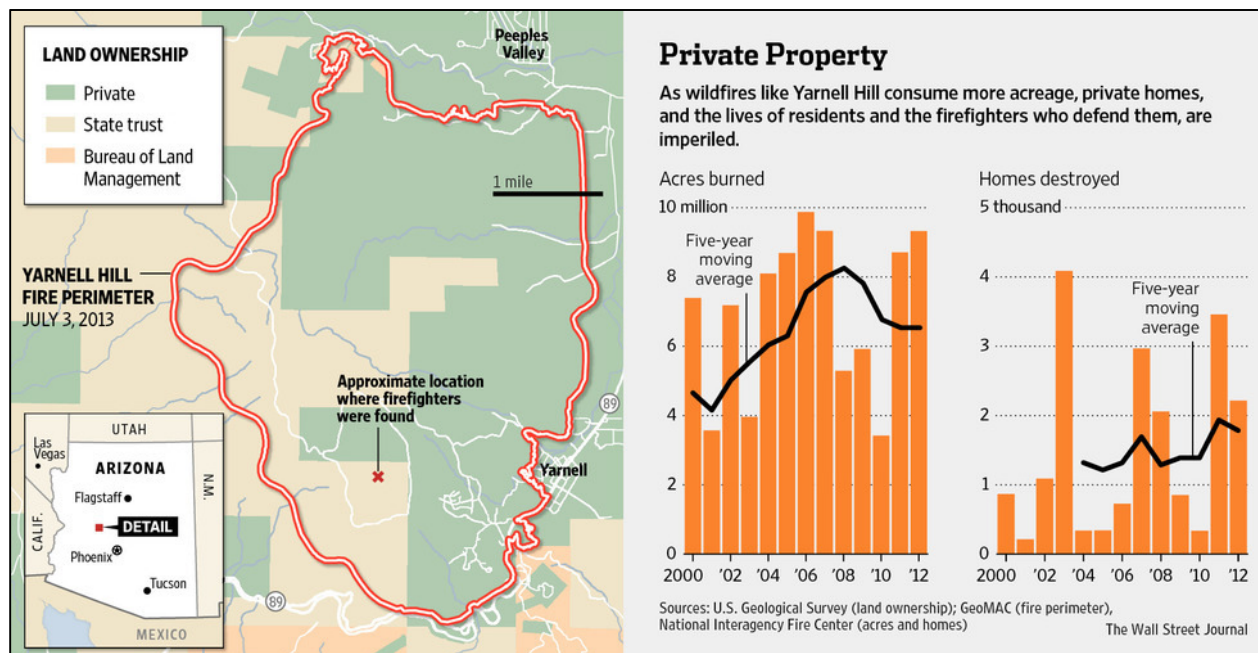 LAND OWNERSHIP
Private
State trust
Bureau of Land
Management
Peeples
Valley
1 mile
YARNELL HILL
FIRE PERIMETER
JULY 3, 2013
Approximate location
where firefighters
were found
89
Yarnell
89
UTAH
Las
Vegas
ARIZONA
Flagstaff
N.M.
CALIF.
DETAIL
Phoenix
Tucson
MEXICO
Private Property
As wildfires like Yarnell Hill consume more acreage, private homes,
and the lives of residents and the firefighters who defend them, are
imperiled.
Acres burned
10 million
Five-year
moving
average
8
6
4
2
0
2000 '02 '04 '06 '08 '10 '12
Homes destroyed
5 thousand
Five-year
moving
average
4
3
2
1
0
2000 '02 '04 '06 '08 '10 '12
Sources: U.S. Geological Survey (land ownership); GeoMAC (fire perimeter),
National Interagency Fire Center (acres and homes)
The Wall Street Journal